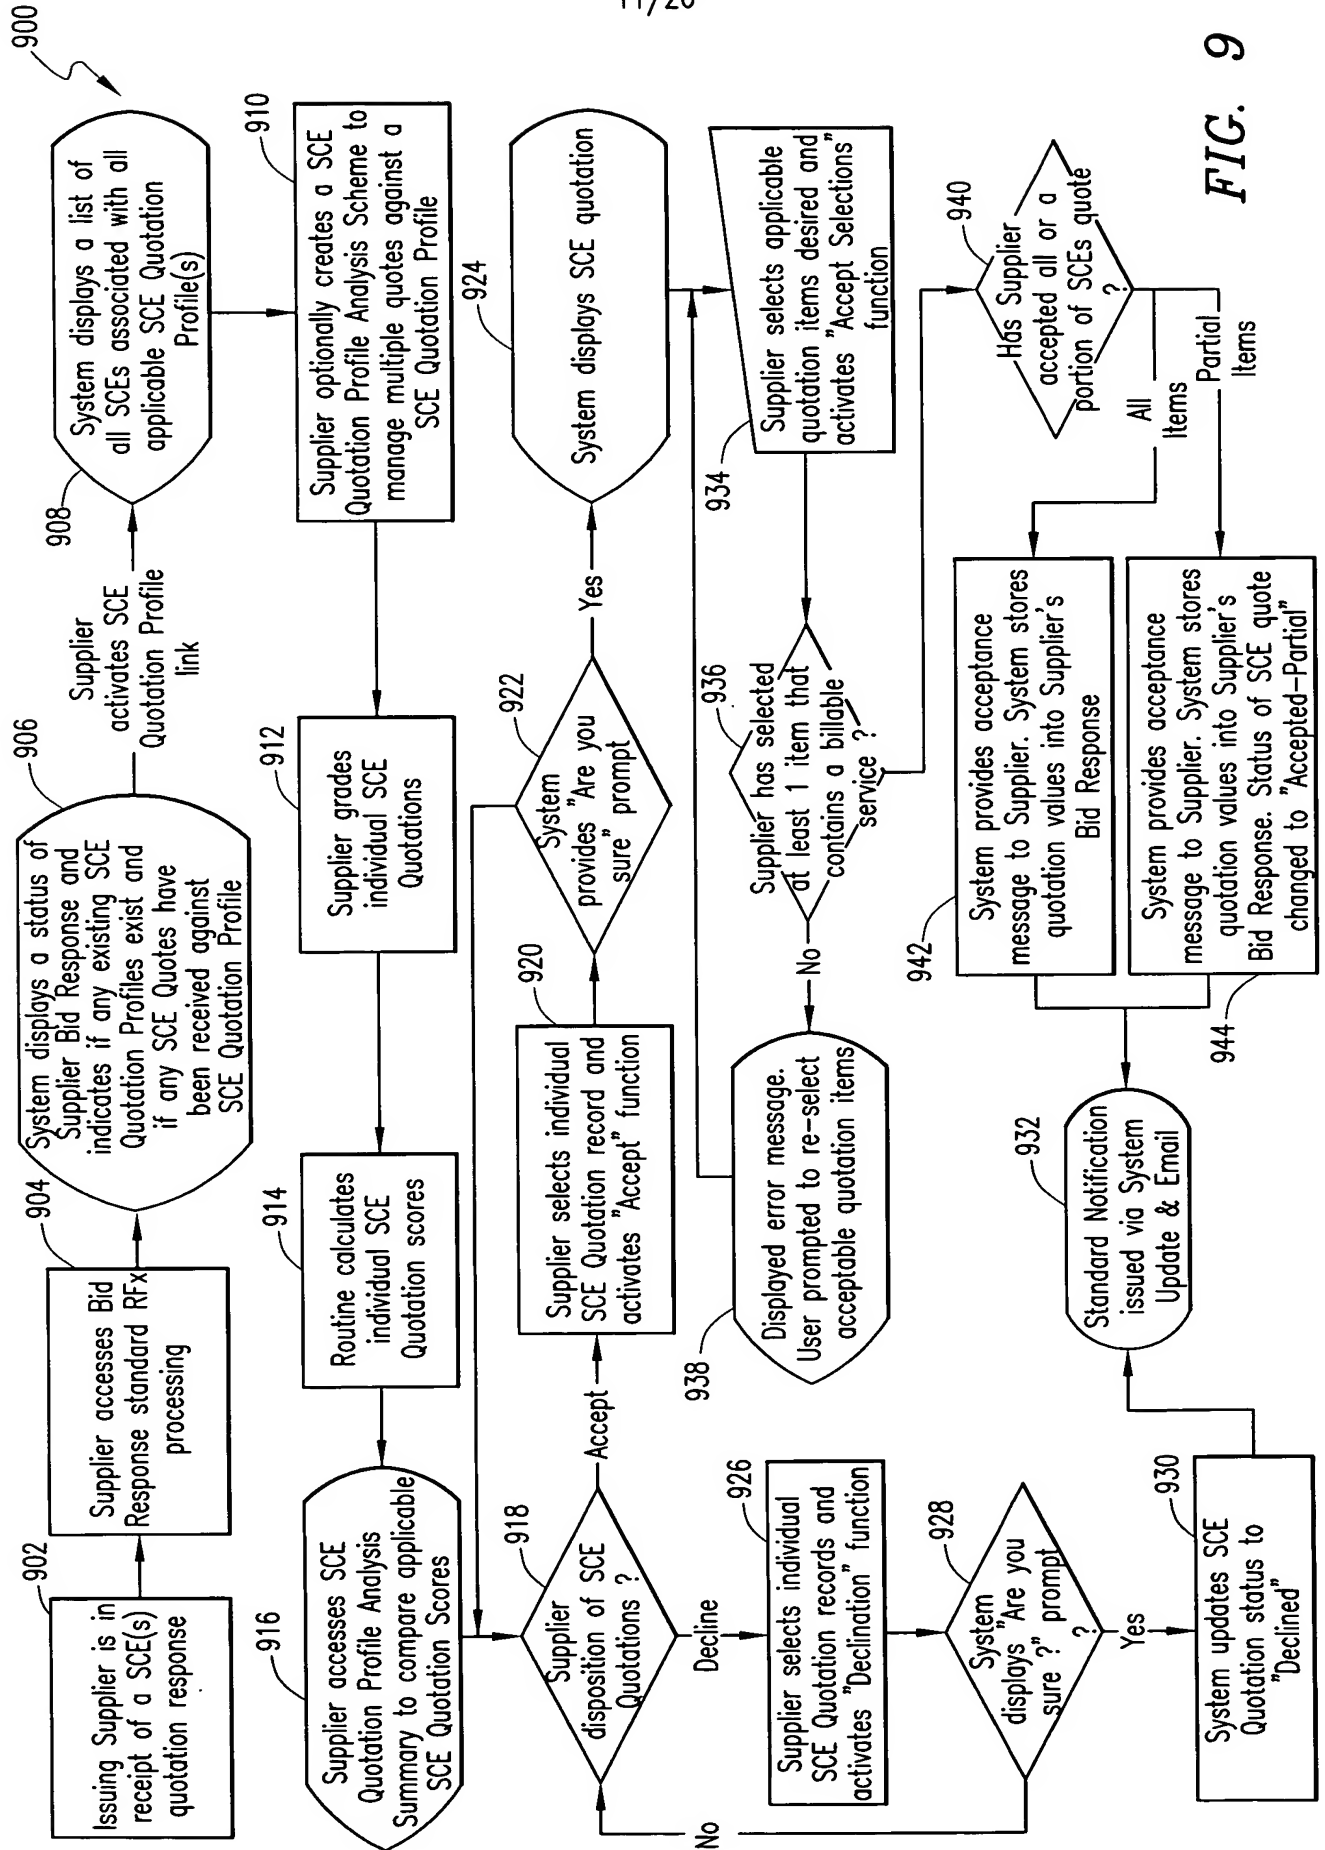 900
902
Issuing Supplier is in
receipt of a SCE(s)
quotation response
904
Supplier accesses Bid
Response standard RFx
processing
906
System displays a status of
Supplier Bid Response and
indicates if any existing SCE
Quotation Profiles exist and
if any SCE Quotes have
been received against
SCE Quotation Profile
Supplier
activates SCE
Quotation Profile
link
908
System displays a list of
all SCEs associated with all
applicable SCE Quotation
Profile(s)
910
Supplier optionally creates a SCE
Quotation Profile Analysis Scheme to
manage multiple quotes against a
SCE Quotation Profile
912
Supplier grades
individual SCE
Quotations
914
Routine calculates
individual SCE
Quotation scores
916
Supplier accesses SCE
Quotation Profile Analysis
Summary to compare applicable
SCE Quotation Scores
918
Supplier
disposition of SCE
Quotations ?
Accept
Decline
920
Supplier selects individual
SCE Quotation record and
activates "Accept" function
922
System
provides "Are you
sure" prompt
Yes
924
System displays SCE quotation
926
Supplier selects individual
SCE Quotation records and
activates "Declination" function
928
System
displays "Are you
sure ?" prompt
?
No
Yes
930
System updates SCE
Quotation status to
"Declined"
932
Standard Notification
issued via System
Update & Email
934
Supplier selects applicable
quotation items desired and
activates "Accept Selections"
function
936
Supplier has selected
at least 1 item that
contains a billable
service ?
No
938
Displayed error message.
User prompted to re-select
acceptable quotation items
940
Has Supplier
accepted all or a
portion of SCEs quote
?
All
Items
Partial
Items
942
System provides acceptance
message to Supplier. System stores
quotation values into Supplier's
Bid Response
944
System provides acceptance
message to Supplier. System stores
quotation values into Supplier's
Bid Response. Status of SCE quote
changed to "Accepted-Partial"
FIG. 9